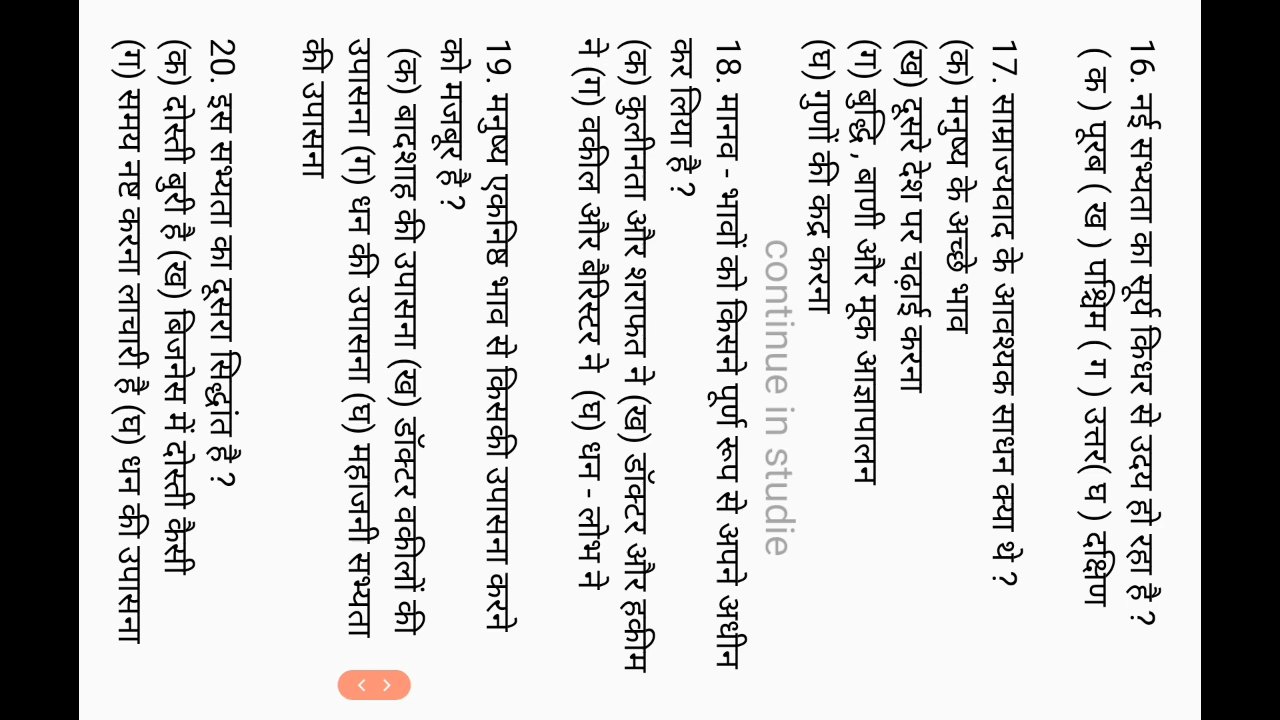 16. नई सभ्यता का सूर्य किधर से उदय हो रहा है ?
( क ) पूरब ( ख ) पश्चिम ( ग ) उत्तर( घ ) दक्षिण
17. साम्राज्यवाद के आवश्यक साधन क्या थे ?
(क) मनुष्य के अच्छे भाव
(ख) दूसरे देश पर चढ़ाई करना
(ग) बुद्धि , बाणी और मूक आज्ञापालन
(घ) गुणों की कद्र करना
continue in studie
18. मानव - भावों को किसने पूर्ण रूप से अपने अधीन
कर लिया है ?
(क) कुलीनता और शराफत ने (ख) डॉक्टर और हकीम
ने (ग) वकील और बैरिस्टर ने (घ) धन - लोभ ने
19. मनुष्य एकनिष्ठ भाव से किसकी उपासना करने
को मजबूर है ?
(क) बादशाह की उपासना (ख) डॉक्टर वकीलों की
उपासना (ग) धन की उपासना (घ) महाजनी सभ्यता
की उपासना
20. इस सभ्यता का दूसरा सिद्धांत है ?
(क) दोस्ती बुरी है (ख) बिजनेस में दोस्ती कैसी
(ग) समय नष्ट करना लाचारी है (घ) धन की उपासना